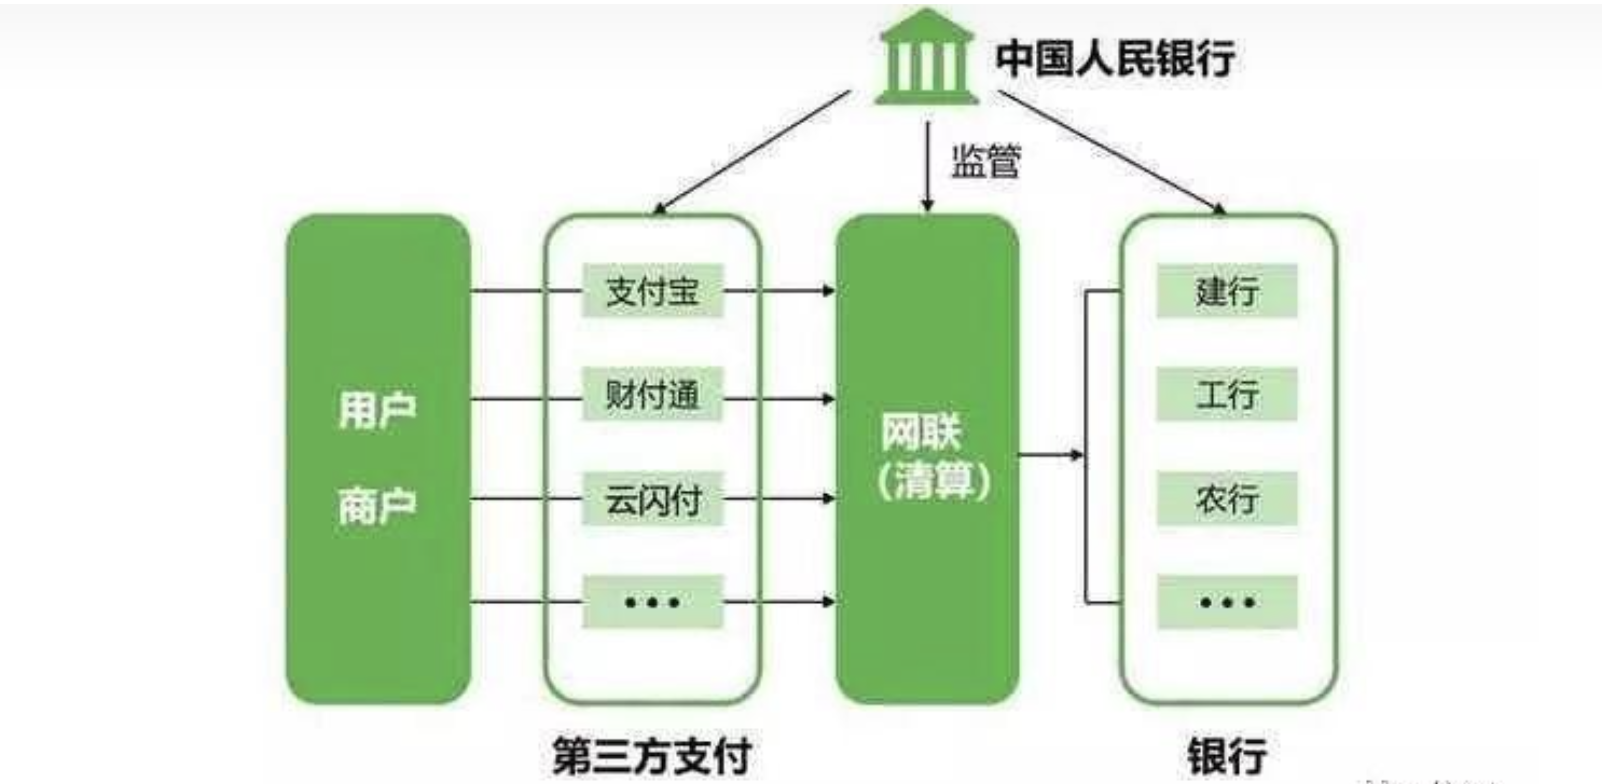 中国人民银行
监管
用户
商户
支付宝
财付通
云闪付
•••
网联
(清算)
建行
工行
农行
•••
第三方支付
银行